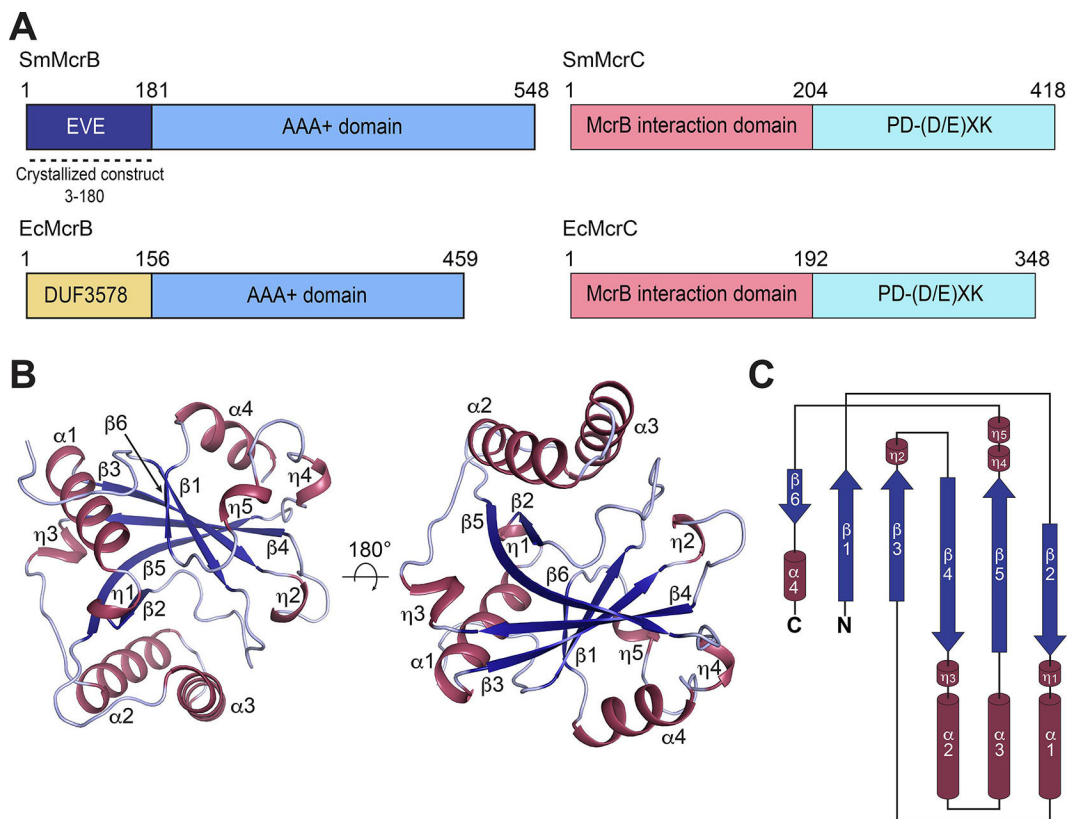 A
SmMcrB
SmMcrC
1 181 548
1 204 418
EVE AAA+ domain
McrB interaction domain PD-(D/E)XK
Crystallized construct
3-180
EcMcrB
EcMcrC
1 156 459
1 192 348
DUF3578 AAA+ domain
McrB interaction domain PD-(D/E)XK
B
α1
β6
α4
β3
β1
η4
η5
η3
β4
β5
η1
β2
η2
α2
α3
180°
α2
α3
β5
β2
η1
η2
β6
β4
η3
α1
β3
β1
η5
η4
α4
C
η5
η2
η4
β6
β1
β3
β4
β5
β2
α4
η3
η1
C N
α2
α3
α1